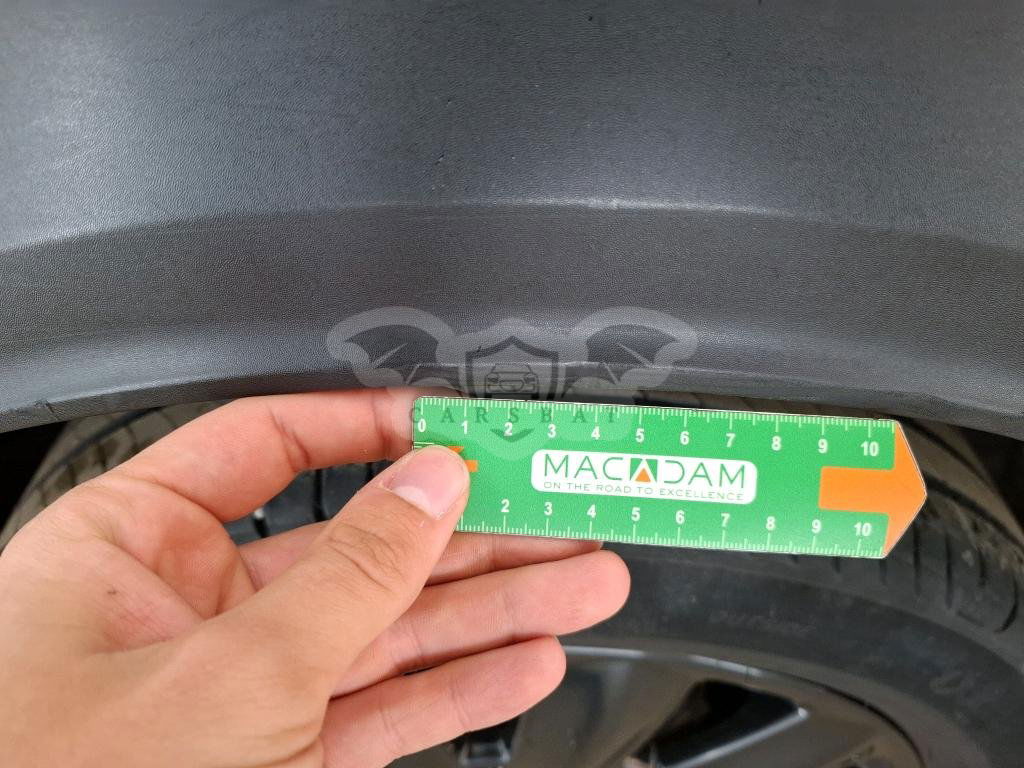 CARSBAT
0 1 2 3 4 5 6 7 8 9 10
MACADAM
ON THE ROAD TO EXCELLENCE
2 3 4 5 6 7 8 9 10